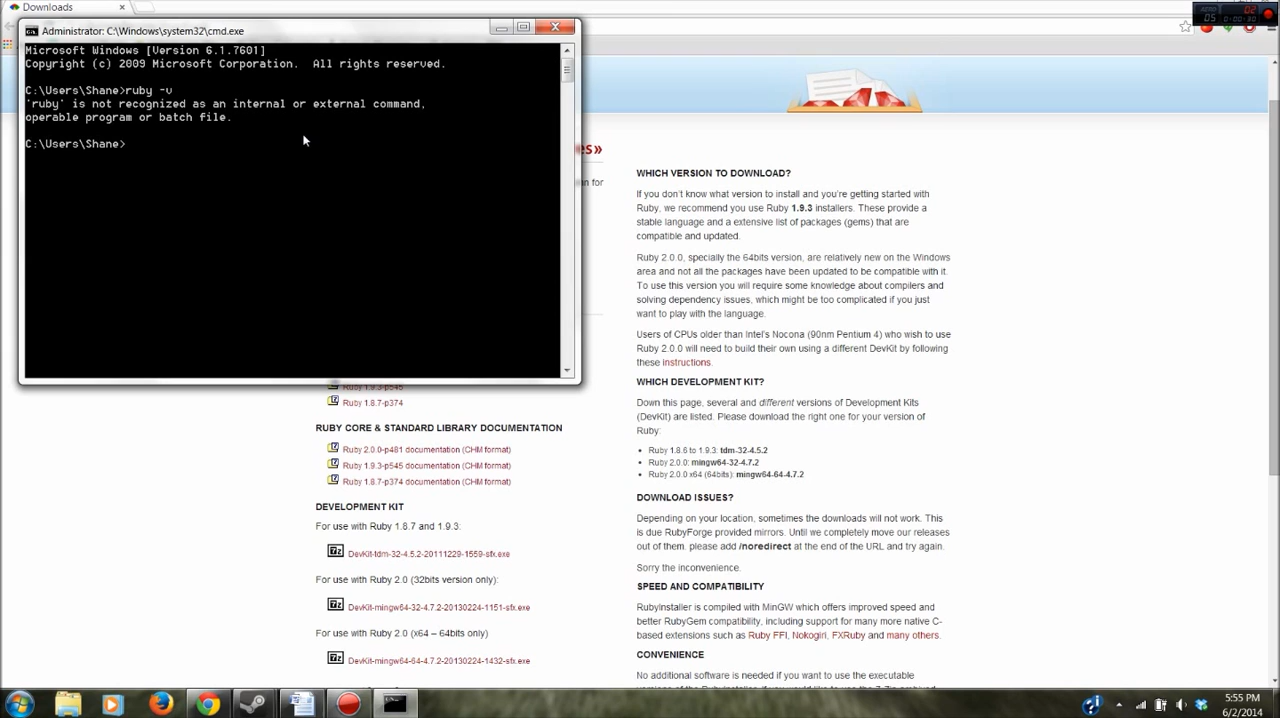 Downloads
Administrator: C:\Windows\system32\cmd.exe
Microsoft Windows [Version 6.1.7601]
Copyright (c) 2009 Microsoft Corporation.  All rights reserved.
C:\Users\Shane>ruby -v
'ruby' is not recognized as an internal or external command,
operable program or batch file.
C:\Users\Shane>
es»
n for
Ruby 1.9.3-p545
Ruby 1.8.7-p374
RUBY CORE & STANDARD LIBRARY DOCUMENTATION
Ruby 2.0.0-p481 documentation (CHM format)
Ruby 1.9.3-p545 documentation (CHM format)
Ruby 1.8.7-p374 documentation (CHM format)
DEVELOPMENT KIT
For use with Ruby 1.8.7 and 1.9.3:
DevKit-tdm-32-4.5.2-20111229-1559-sfx.exe
For use with Ruby 2.0 (32bits version only):
DevKit-mingw64-32-4.7.2-20130224-1151-sfx.exe
For use with Ruby 2.0 (x64 – 64bits only)
DevKit-mingw64-64-4.7.2-20130224-1432-sfx.exe
WHICH VERSION TO DOWNLOAD?
If you don't know what version to install and you're getting started with
Ruby, we recommend you use Ruby 1.9.3 installers. These provide a
stable language and a extensive list of packages (gems) that are
compatible and updated.
Ruby 2.0.0, specially the 64bits version, are relatively new on the Windows
area and not all the packages have been updated to be compatible with it.
To use this version you will require some knowledge about compilers and
solving dependency issues, which might be too complicated if you just
want to play with the language.
Users of CPUs older than Intel's Nocona (90nm Pentium 4) who wish to use
Ruby 2.0.0 will need to build their own using a different DevKit by following
these instructions.
WHICH DEVELOPMENT KIT?
Down this page, several and different versions of Development Kits
(DevKit) are listed. Please download the right one for your version of
Ruby:
Ruby 1.8.6 to 1.9.3: tdm-32-4.5.2
Ruby 2.0.0: mingw64-32-4.7.2
Ruby 2.0.0 x64 (64bits): mingw64-64-4.7.2
DOWNLOAD ISSUES?
Depending on your location, sometimes the downloads will not work. This
is due RubyForge provided mirrors. Until we completely move our releases
out of them, please add /noredirect at the end of the URL and try again.
Sorry the inconvenience.
SPEED AND COMPATIBILITY
RubyInstaller is compiled with MinGW which offers improved speed and
better RubyGem compatibility, including support for many more native C-
based extensions such as Ruby FFI, Nokogiri, FXRuby and many others.
CONVENIENCE
No additional software is needed if you want to use the executable
5:55 PM
6/2/2014